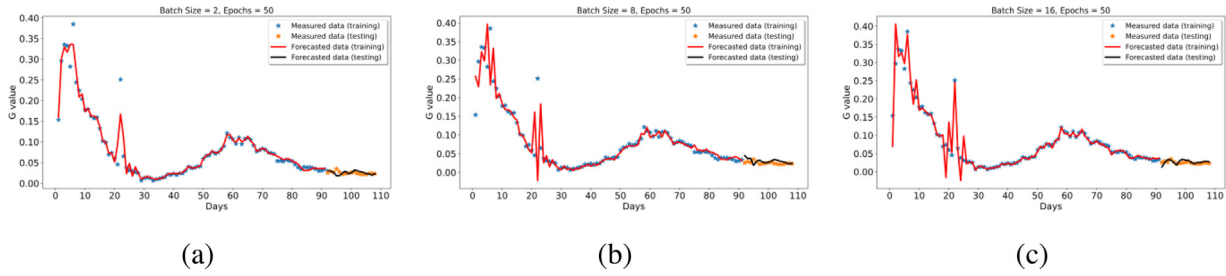 Batch Size = 2, Epochs = 50
Measured data (training)
Measured data (testing)
Forecasted data (training)
Forecasted data (testing)
0.40
0.35
0.30
0.25
0.20
0.15
0.10
0.05
0.00
G value
0 10 20 30 40 50 60 70 80 90 100 110
Days
(a)
Batch Size = 8, Epochs = 50
Measured data (training)
Measured data (testing)
Forecasted data (training)
Forecasted data (testing)
0.40
0.35
0.30
0.25
0.20
0.15
0.10
0.05
0.00
G value
0 10 20 30 40 50 60 70 80 90 100 110
Days
(b)
Batch Size = 16, Epochs = 50
Measured data (training)
Measured data (testing)
Forecasted data (training)
Forecasted data (testing)
0.40
0.35
0.30
0.25
0.20
0.15
0.10
0.05
0.00
G value
0 10 20 30 40 50 60 70 80 90 100 110
Days
(c)